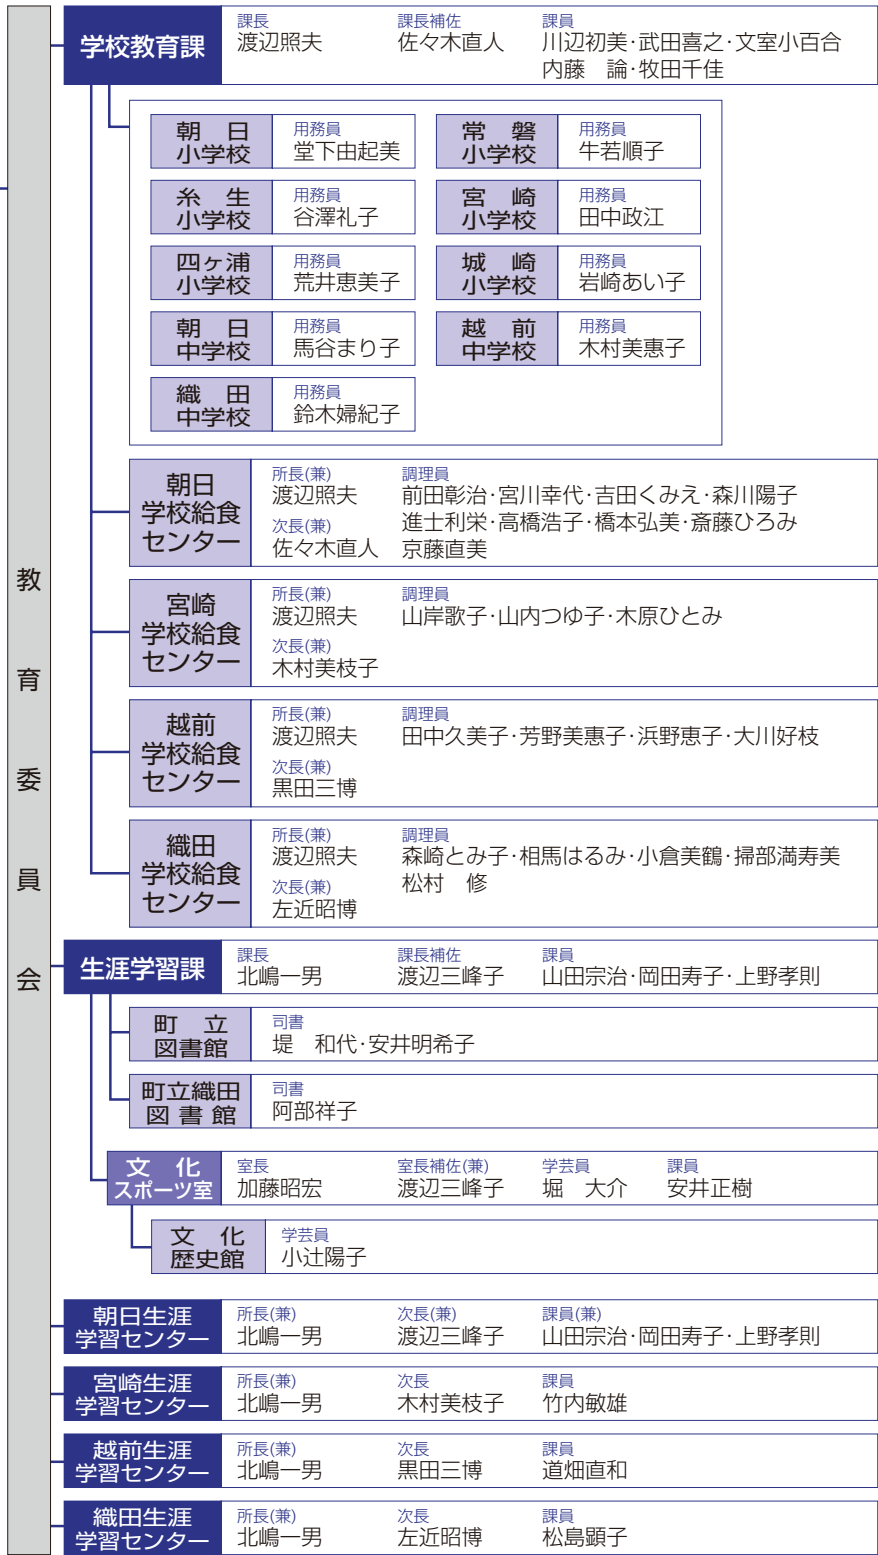 教育委員会
学校教育課
課長 課長補佐 課員
渡辺照夫 佐々木直人 川辺初美・武田喜之・文室小百合
内藤　論・牧田千佳
朝　日
小学校
用務員
堂下由起美
常　磐
小学校
用務員
牛若順子
糸　生
小学校
用務員
谷澤礼子
宮　崎
小学校
用務員
田中政江
四ヶ浦
小学校
用務員
荒井恵美子
城　崎
小学校
用務員
岩崎あい子
朝　日
中学校
用務員
馬谷まり子
越　前
中学校
用務員
木村美惠子
織　田
中学校
用務員
鈴木婦紀子
朝日
学校給食
センター
所長(兼) 調理員
渡辺照夫 前田彰治・宮川幸代・吉田くみえ・森川陽子
次長(兼) 進士利栄・高橋浩子・橋本弘美・斎藤ひろみ
佐々木直人 京藤直美
宮崎
学校給食
センター
所長(兼) 調理員
渡辺照夫 山岸歌子・山内つゆ子・木原ひとみ
次長(兼)
木村美枝子
越前
学校給食
センター
所長(兼) 調理員
渡辺照夫 田中久美子・芳野美惠子・浜野恵子・大川好枝
次長(兼)
黒田三博
織田
学校給食
センター
所長(兼) 調理員
渡辺照夫 森崎とみ子・相馬はるみ・小倉美鶴・掃部満寿美
松村　修
次長(兼)
左近昭博
生涯学習課
課長 課長補佐 課員
北嶋一男 渡辺三峰子 山田宗治・岡田寿子・上野孝則
町　立
図書館
司書
堤　和代・安井明希子
町立織田
図 書 館
司書
阿部祥子
文　化
スポーツ室
室長 室長補佐(兼) 学芸員 課員
加藤昭宏 渡辺三峰子 堀　大介 安井正樹
文　化
歴史館
学芸員
小辻陽子
朝日生涯
学習センター
所長(兼) 次長(兼) 課員(兼)
北嶋一男 渡辺三峰子 山田宗治・岡田寿子・上野孝則
宮崎生涯
学習センター
所長(兼) 次長 課員
北嶋一男 木村美枝子 竹内敏雄
越前生涯
学習センター
所長(兼) 次長 課員
北嶋一男 黒田三博 道畑直和
織田生涯
学習センター
所長(兼) 次長 課員
北嶋一男 左近昭博 松島顕子